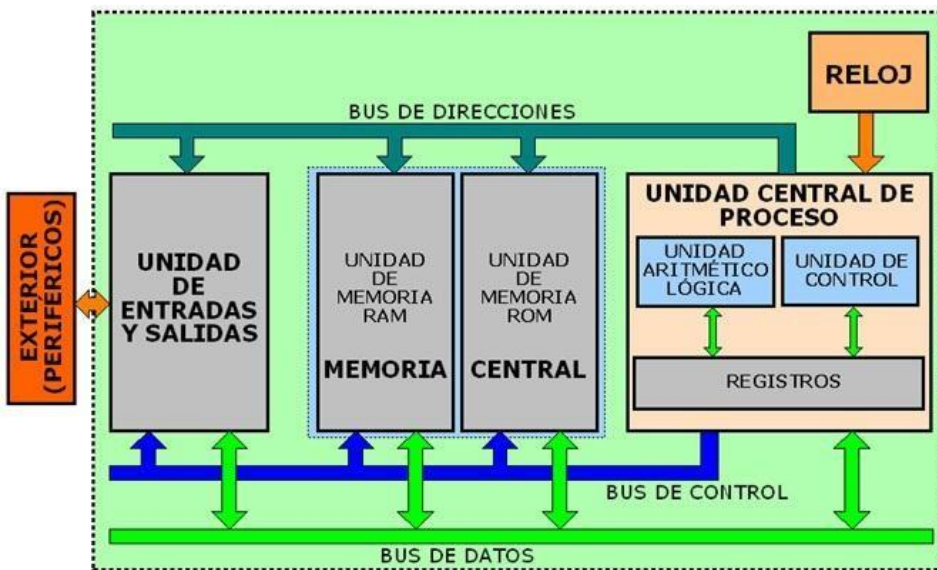 RELOJ
BUS DE DIRECCIONES
EXTÉRIOR
(PERIFÉRICOS)
UNIDAD
DE
ENTRADAS
Y SALIDAS
UNIDAD
DE
MEMORIA
RAM
UNIDAD
DE
MEMORIA
ROM
MEMORIA CENTRAL
UNIDAD CENTRAL DE
PROCESO
UNIDAD
ARITMÉTICO
LÓGICA
UNIDAD DE
CONTROL
REGISTROS
BUS DE CONTROL
BUS DE DATOS